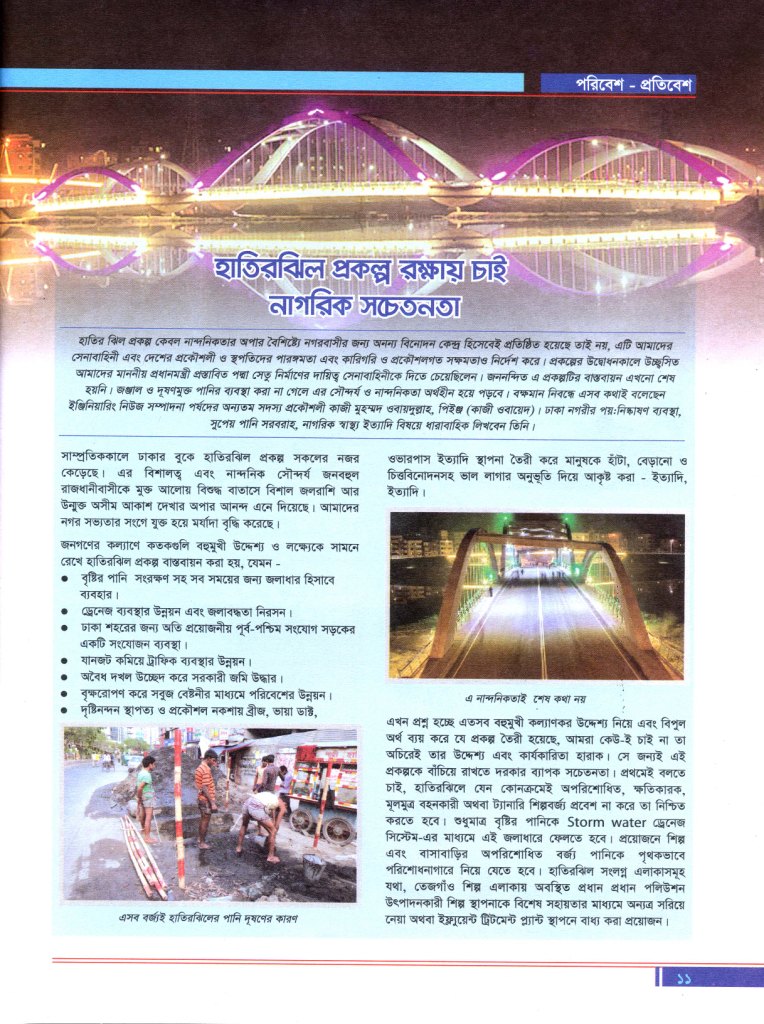 পরিবেশ - প্রতিবেশ
হাতিরঝিল প্রকল্প রক্ষায় চাই
নাগরিক সচেতনতা
হাতির ঝিল প্রকল্প কেবল নান্দনিকতার অপার বৈশিষ্ট্যে নগরবাসীর জন্য অনন্য বিনোদন কেন্দ্র হিসেবেই প্রতিষ্ঠিত হয়েছে তাই নয়, এটি আমাদের
সেনাবাহিনী এবং দেশের প্রকৌশলী ও স্থপতিদের পারঙ্গমতা এবং কারিগরি ও প্রকৌশলগত সক্ষমতাও নির্দেশ করে। প্রকল্পের উদ্বোধনকালে উচ্ছ্বসিত
আমাদের মাননীয় প্রধানমন্ত্রী প্রস্তাবিত পদ্মা সেতু নির্মাণের দায়িত্ব সেনাবাহিনীকে দিতে চেয়েছিলেন। জননন্দিত এ প্রকল্পটির বাস্তবায়ন এখনো শেষ
হয়নি। জঞ্জাল ও দূষণমুক্ত পানির ব্যবস্থা করা না গেলে এর সৌন্দর্য ও নান্দনিকতা অর্থহীন হয়ে পড়বে। বক্ষমান নিবন্ধে এসব কথাই বলেছেন
ইঞ্জিনিয়ারিং নিউজ সম্পাদনা পর্ষদের অন্যতম সদস্য প্রকৌশলী কাজী মুহম্মদ ওবায়দুল্লাহ, পিইঞ্জ (কাজী ওবায়েদ)। ঢাকা নগরীর পয়:নিষ্কাষণ ব্যবস্থা,
সুপেয় পানি সরবরাহ, নাগরিক স্বাস্থ্য ইত্যাদি বিষয়ে ধারাবাহিক লিখবেন তিনি।
সাম্প্রতিককালে ঢাকার বুকে হাতিরঝিল প্রকল্প সকলের নজর
কেড়েছে। এর বিশালত্ব এবং নান্দনিক সৌন্দর্য জনবহুল
রাজধানীবাসীকে মুক্ত আলোয় বিশুদ্ধ বাতাসে বিশাল জলরাশি আর
উন্মুক্ত অসীম আকাশ দেখার অপার আনন্দ এনে দিয়েছে। আমাদের
নগর সভ্যতার সংগে যুক্ত হয়ে মর্যাদা বৃদ্ধি করেছে।
জনগণের কল্যাণে কতকগুলি বহুমুখী উদ্দেশ্য ও লক্ষ্যেকে সামনে
রেখে হাতিরঝিল প্রকল্প বাস্তবায়ন করা হয়, যেমন -
● বৃষ্টির পানি সংরক্ষণ সহ সব সময়ের জন্য জলাধার হিসাবে
ব্যবহার।
● ড্রেনেজ ব্যবস্থার উন্নয়ন এবং জলাবদ্ধতা নিরসন।
● ঢাকা শহরের জন্য অতি প্রয়োজনীয় পূর্ব-পশ্চিম সংযোগ সড়কের
একটি সংযোজন ব্যবস্থা।
● যানজট কমিয়ে ট্রাফিক ব্যবস্থার উন্নয়ন।
● অবৈধ দখল উচ্ছেদ করে সরকারী জমি উদ্ধার।
● বৃক্ষরোপণ করে সবুজ বেষ্টনীর মাধ্যমে পরিবেশের উন্নয়ন।
● দৃষ্টিনন্দন স্থাপত্য ও প্রকৌশল নকশায় ব্রীজ, ভায়া ডাক্ট,
এসব বর্জ্যই হাতিরঝিলের পানি দূষণের কারণ
ওভারপাস ইত্যাদি স্থাপনা তৈরী করে মানুষকে হাঁটা, বেড়ানো ও
চিত্তবিনোদনসহ ভাল লাগার অনুভূতি দিয়ে আকৃষ্ট করা - ইত্যাদি,
ইত্যাদি।
এ নান্দনিকতাই শেষ কথা নয়
এখন প্রশ্ন হচ্ছে এতসব বহুমুখী কল্যাণকর উদ্দেশ্য নিয়ে এবং বিপুল
অর্থ ব্যয় করে যে প্রকল্প তৈরী হয়েছে, আমরা কেউ-ই চাই না তা
অচিরেই তার উদ্দেশ্য এবং কার্যকারিতা হারাক। সে জন্যই এই
প্রকল্পকে বাঁচিয়ে রাখতে দরকার ব্যাপক সচেতনতা। প্রথমেই বলতে
চাই, হাতিরঝিলে যেন কোনক্রমেই অপরিশোধিত, ক্ষতিকারক,
মূলমুত্র বহনকারী অথবা ট্যানারি শিল্পবর্জ্য প্রবেশ না করে তা নিশ্চিত
করতে হবে। শুধুমাত্র বৃষ্টির পানিকে Storm water ড্রেনেজ
সিস্টেম-এর মাধ্যমে এই জলাধারে ফেলতে হবে। প্রয়োজনে শিল্প
এবং বাসাবাড়ির অপরিশোধিত বর্জ্য পানিকে পৃথকভাবে
পরিশোধনাগারে নিয়ে যেতে হবে। হাতিরঝিল সংলগ্ন এলাকাসমূহ
যথা, তেজগাঁও শিল্প এলাকায় অবস্থিত প্রধান প্রধান পলিউশন
উৎপাদনকারী শিল্প স্থাপনাকে বিশেষ সহায়তার মাধ্যমে অন্যত্র সরিয়ে
নেয়া অথবা ইফ্লুয়েন্ট ট্রিটমেন্ট প্ল্যান্ট স্থাপনে বাধ্য করা প্রয়োজন।
১১